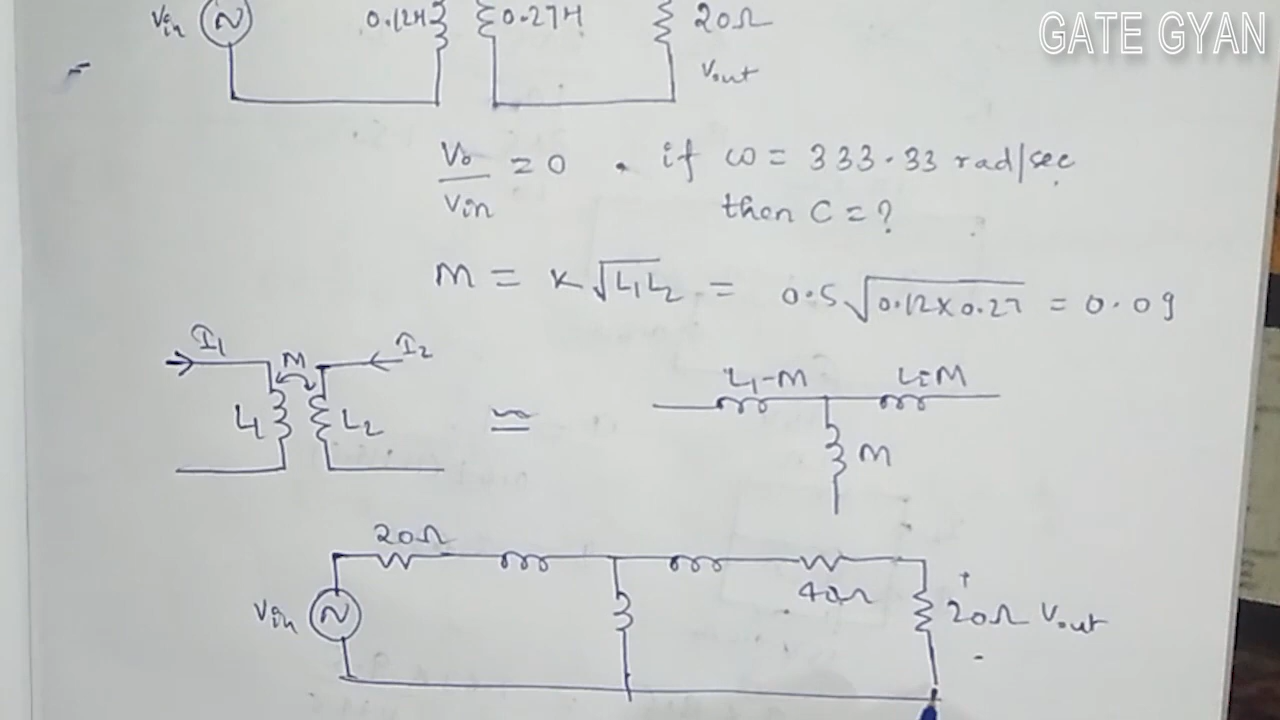 GATE GYAN
Vin 0.12H 0.27H 20Ω
Vout
Vo/Vin = 0 . if ω = 333.33 rad/sec
then C = ?
M = K √L1L2 = 0.5 √0.12×0.27 = 0.09
I1 M I2
L1 L2 ≅ L1-M L2-M
M
20Ω
40Ω
Vin + 20Ω Vout -